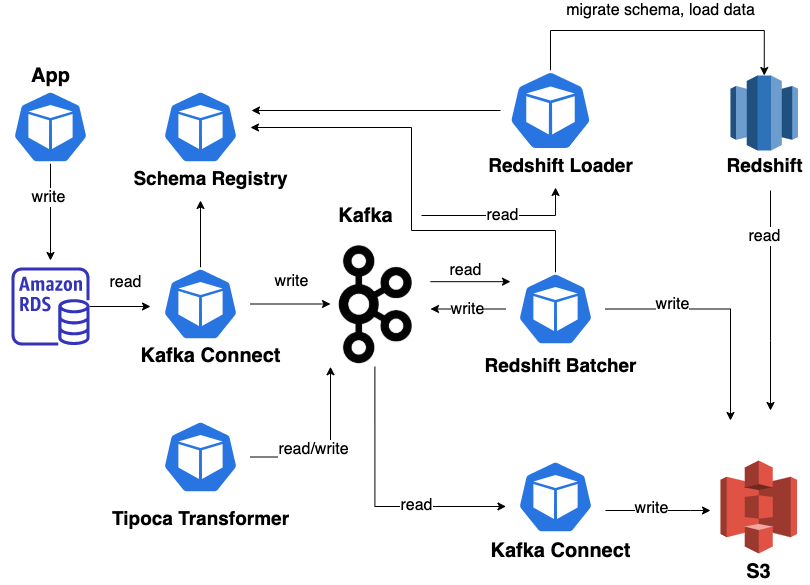 migrate schema, load data
App
Schema Registry
Redshift Loader
Redshift
write
Kafka
read
read
Amazon
RDS
read
write
read
write
write
Kafka Connect
Redshift Batcher
read/write
Tipoca Transformer
read
write
Kafka Connect
S3